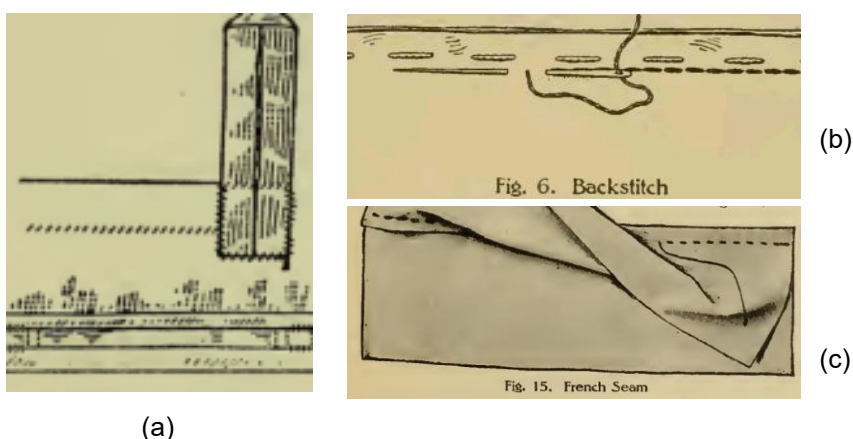 (b)
Fig. 6. Backstitch
(c)
Fig. 15. French Seam
(a)